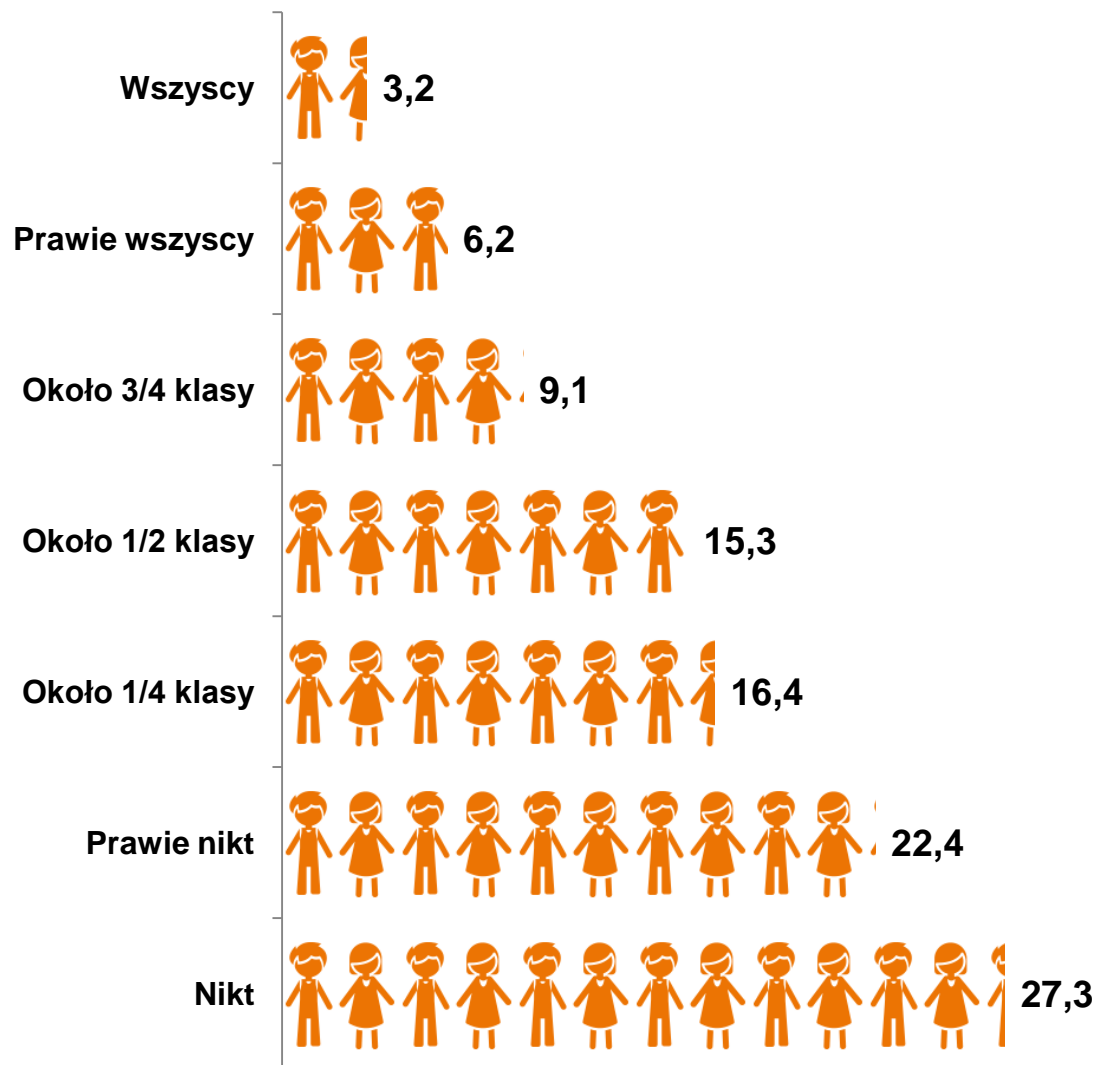 Wszyscy 3,2
Prawie wszyscy 6,2
Około 3/4 klasy 9,1
Około 1/2 klasy 15,3
Około 1/4 klasy 16,4
Prawie nikt 22,4
Nikt 27,3